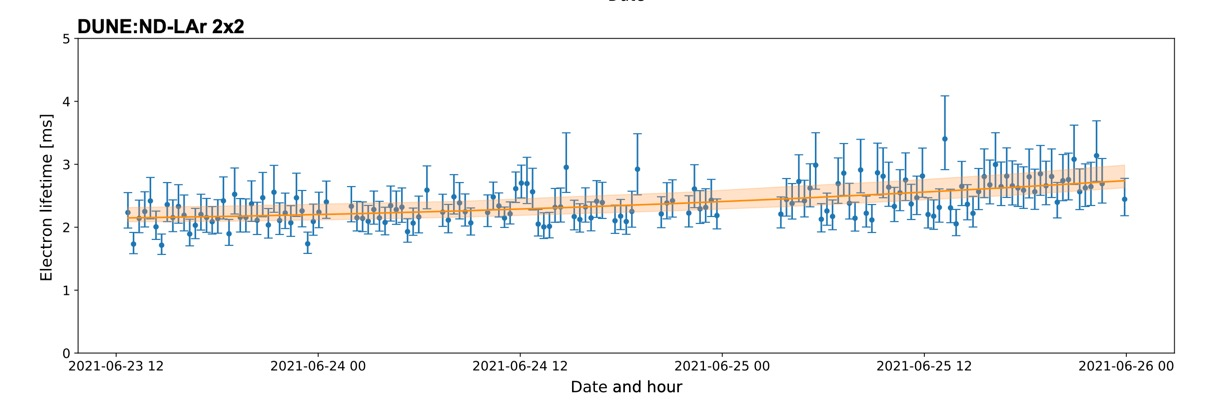 Date
DUNE:ND-LAr 2x2
5
4
3
2
1
0
Electron lifetime [ms]
2021-06-23 12 2021-06-24 00 2021-06-24 12 2021-06-25 00 2021-06-25 12 2021-06-26 00
Date and hour